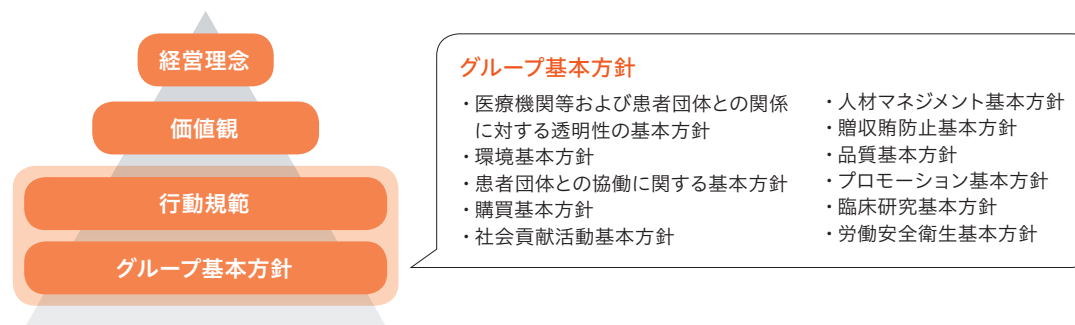 経営理念
価値観
行動規範
グループ基本方針
グループ基本方針
・医療機関等および患者団体との関係
に対する透明性の基本方針
・環境基本方針
・患者団体との協働に関する基本方針
・購買基本方針
・社会貢献活動基本方針
・人材マネジメント基本方針
・贈収賄防止基本方針
・品質基本方針
・プロモーション基本方針
・臨床研究基本方針
・労働安全衛生基本方針